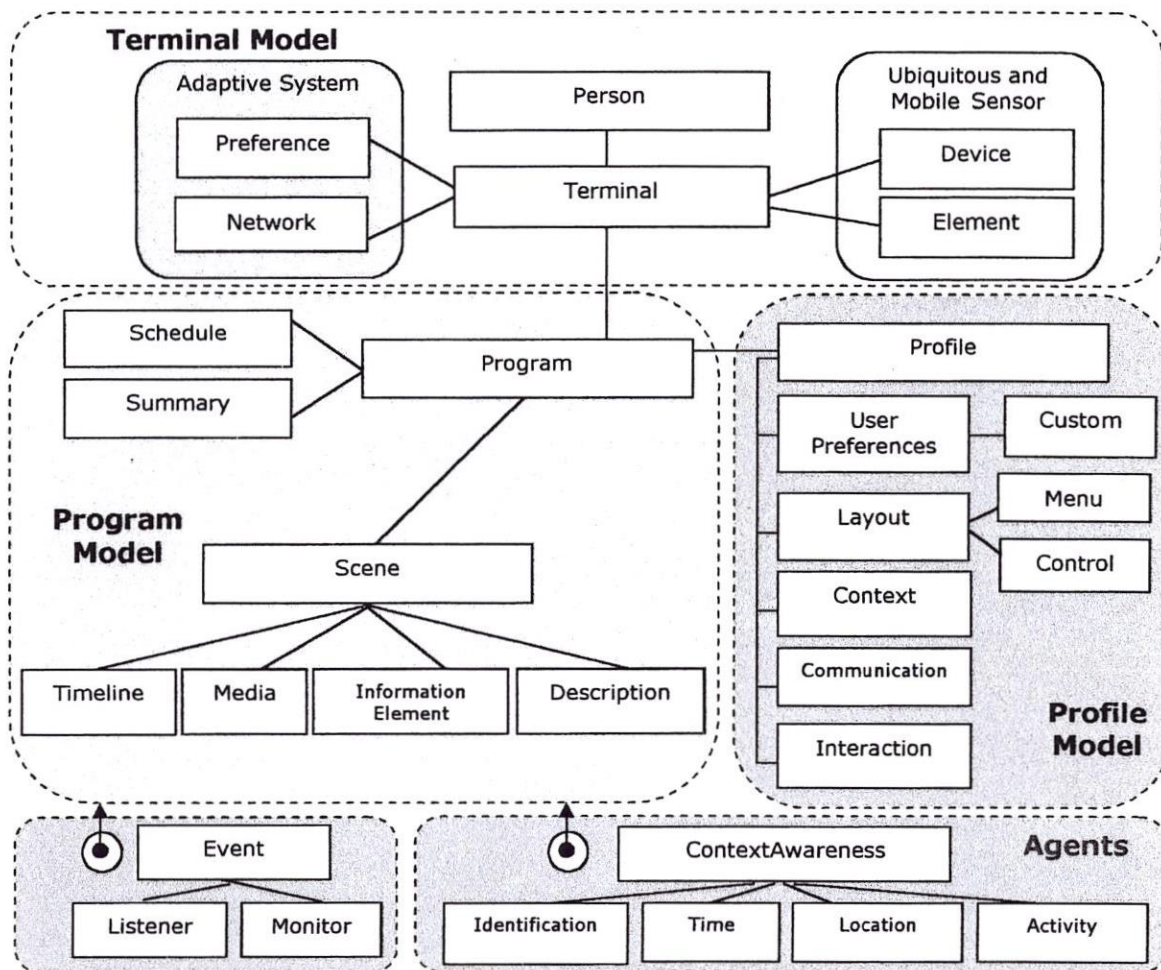 Terminal Model
Adaptive System
Preference
Network
Person
Terminal
Ubiquitous and
Mobile Sensor
Device
Element
Schedule
Summary
Program
Program
Model
Scene
Timeline
Media
Information
Element
Description
Profile
User
Preferences
Custom
Layout
Menu
Control
Context
Communication
Interaction
Profile
Model
Event
Listener
Monitor
Agents
ContextAwareness
Identification
Time
Location
Activity